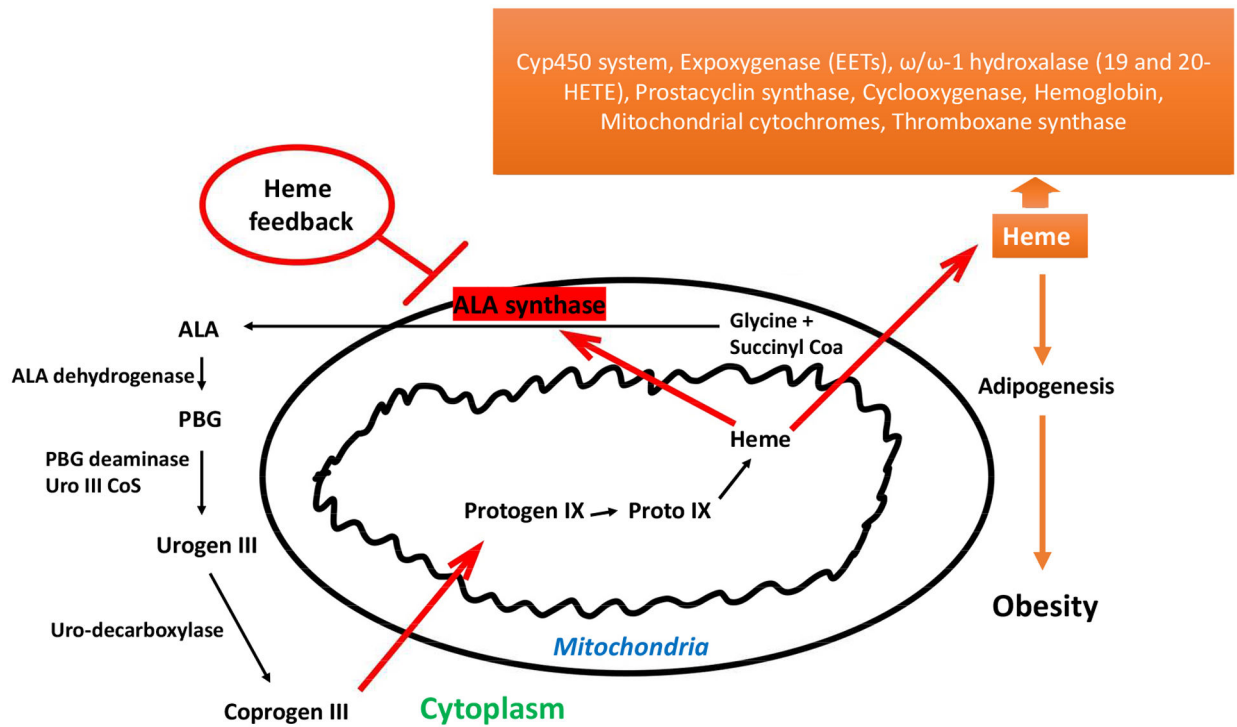 Cyp450 system, Expoxygenase (EETs), ω/ω-1 hydroxalase (19 and 20-
HETE), Prostacyclin synthase, Cyclooxygenase, Hemoglobin,
Mitochondrial cytochromes, Thromboxane synthase
Heme
feedback
Heme
ALA synthase
Glycine +
Succinyl Coa
ALA
ALA dehydrogenase
Adipogenesis
PBG
Heme
PBG deaminase
Uro III CoS
Protogen IX
Proto IX
Urogen III
Obesity
Uro-decarboxylase
Mitochondria
Coprogen III
Cytoplasm